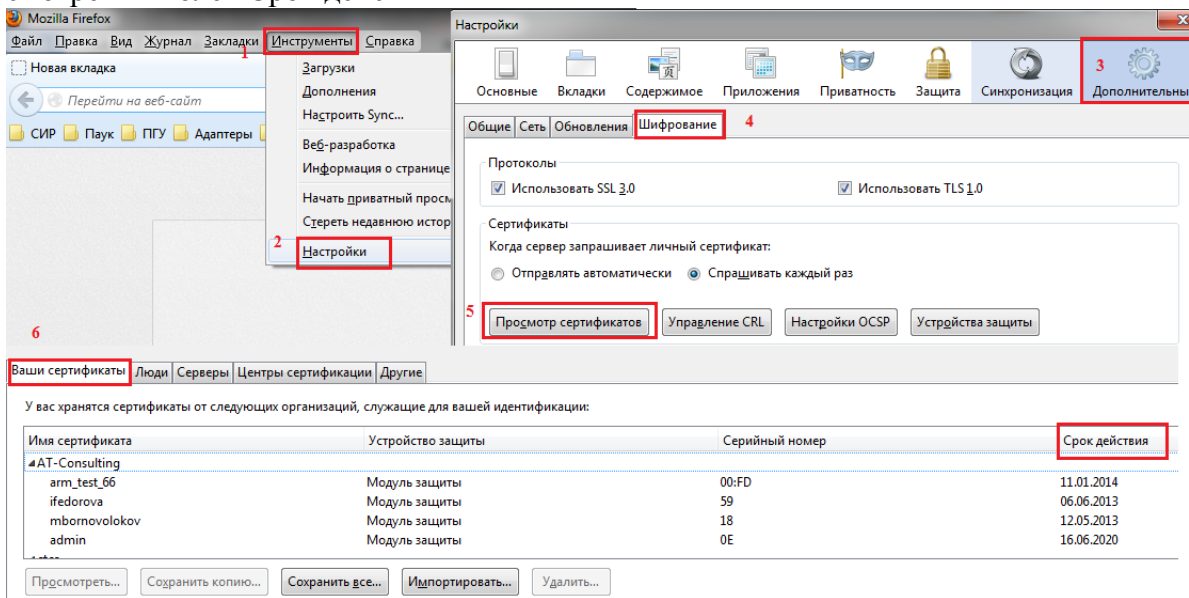 Mozilla Firefox
Файл Правка Вид Журнал Закладки Инструменты Справка
1
Новая вкладка
Перейти на веб-сайт
СИР Паук ПГУ Адаптеры
Загрузки
Дополнения
Настроить Sync...
Веб-разработка
Информация о странице
Начать приватный
Стереть недавнюю
2
Настройки
Настройки
Основные Вкладки Содержимое Приложения Приватность Защита Синхронизация
3
Общие Сеть Обновления Шифрование
4
Протоколы
Использовать SSL 3.0
Использовать TLS 1.0
Сертификаты
Когда сервер запрашивает личный сертификат:
Отправлять автоматически Спрашивать каждый раз
5
Просмотр сертификатов Управление CRL Настройки OCSP Устройства защиты
6
Ваши сертификаты Люди Серверы Центры сертификации Другие
У вас хранятся сертификаты от следующих организаций, служащие для вашей идентификации:
Имя сертификата Устройство защиты Серийный номер Срок действия
AT-Consulting
arm_test_66 Модуль защиты 00:FD 11.01.2014
ifedorova Модуль защиты 59 06.06.2013
mbornovolokov Модуль защиты 18 12.05.2013
admin Модуль защиты 0E 16.06.2020
Просмотреть... Сохранить копию... Сохранить все... Импортировать... Удалить...